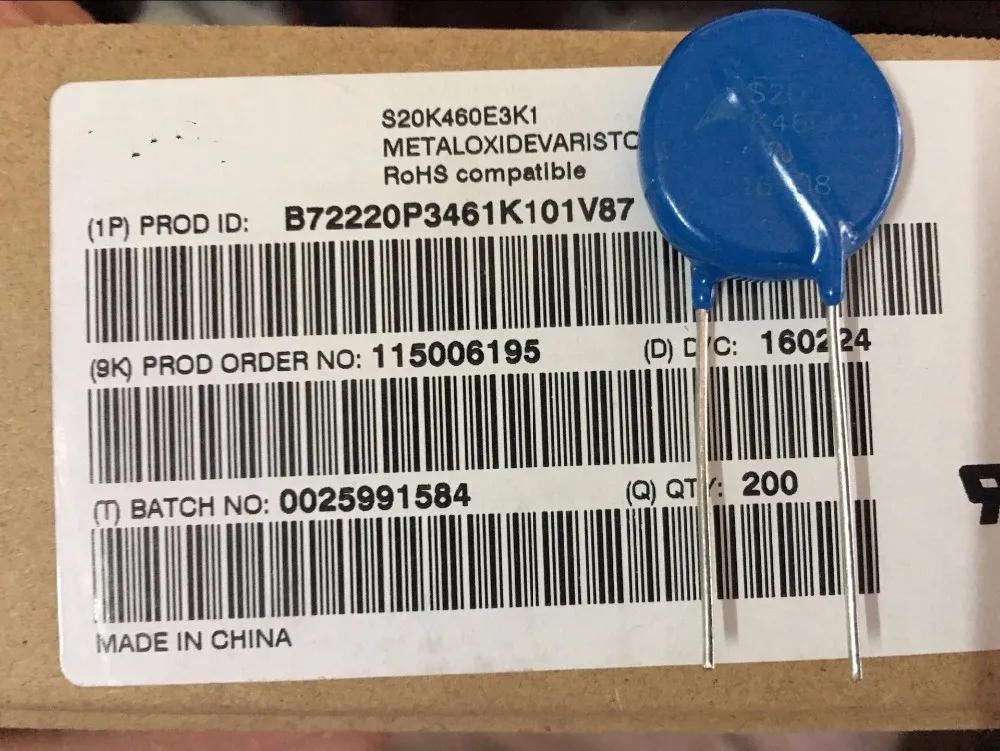 S20K460E3K1
METALOXIDEVARISTO
RoHS compatible
(1P) PROD ID: B72220P3461K101V87
(9K) PROD ORDER NO: 115006195 (D) D/C: 160224
(T) BATCH NO: 0025991584 (Q) QTY: 200
MADE IN CHINA
S20
K460